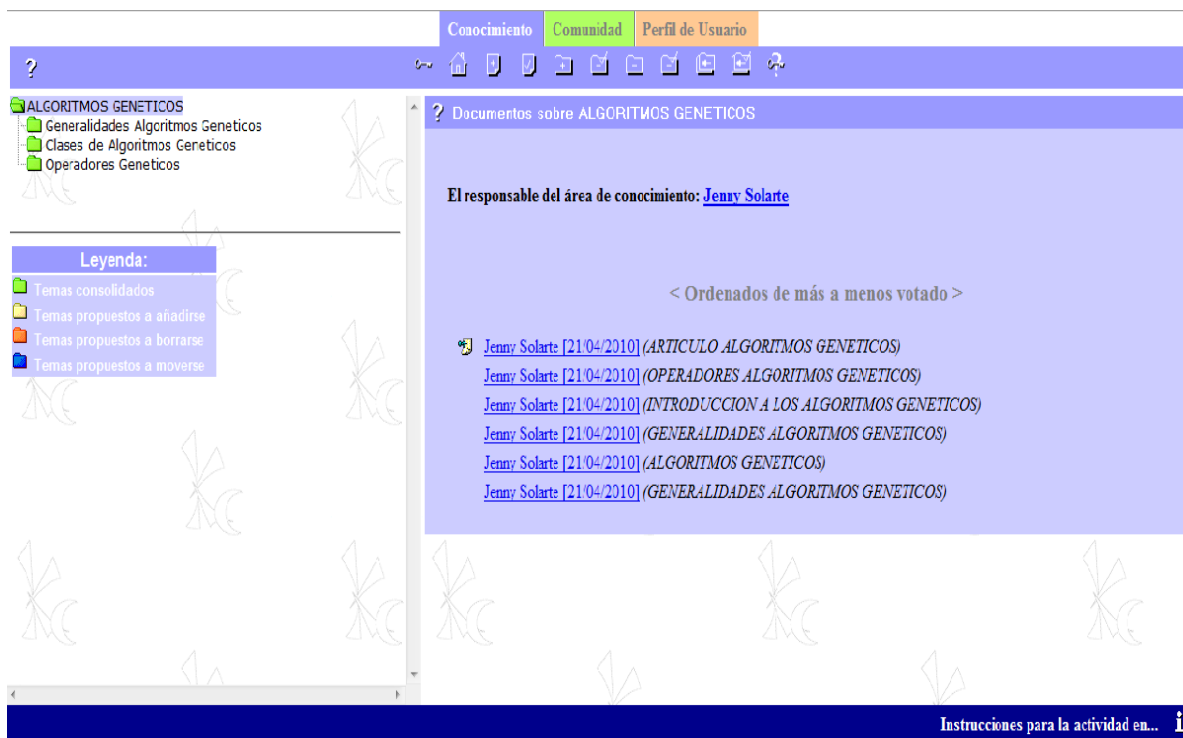 Conocimiento Comunidad Perfil de Usuario
?
ALGORITMOS GENETICOS
Generalidades Algoritmos Geneticos
Clases de Algoritmos Geneticos
Operadores Geneticos
Leyenda:
Temas consolidados
Temas propuestos a añadirse
Temas propuestos a borrarse
Temas propuestos a moverse
? Documentos sobre ALGORITMOS GENETICOS
El responsable del área de conocimiento: Jenny Solarte
< Ordenados de más a menos votado >
Jenny Solarte [21/04/2010] (ARTICULO ALGORITMOS GENETICOS)
Jenny Solarte [21/04/2010] (OPERADORES ALGORITMOS GENETICOS)
Jenny Solarte [21/04/2010] (INTRODUCCION A LOS ALGORITMOS GENETICOS)
Jenny Solarte [21/04/2010] (GENERALIDADES ALGORITMOS GENETICOS)
Jenny Solarte [21/04/2010] (ALGORITMOS GENETICOS)
Jenny Solarte [21/04/2010] (GENERALIDADES ALGORITMOS GENETICOS)
Instrucciones para la actividad en... i